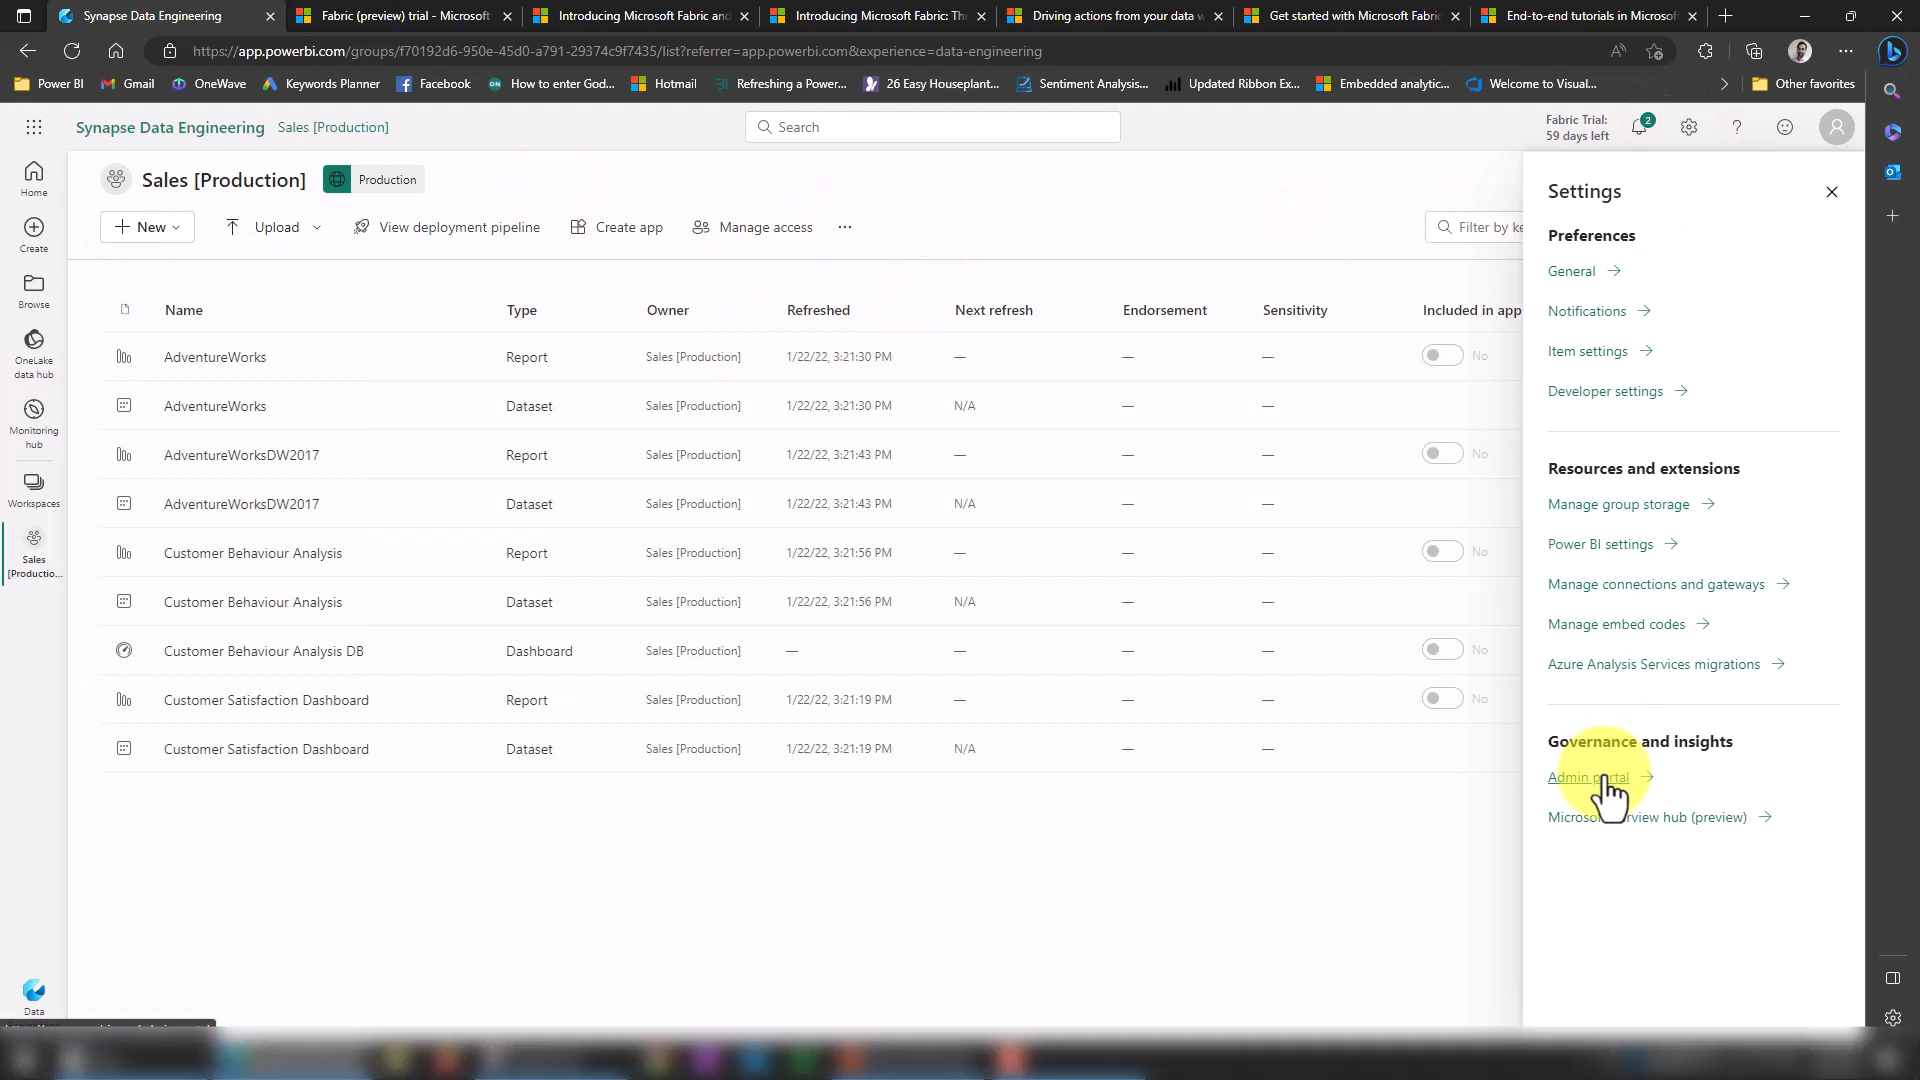 Synapse Data Engineering
Fabric (preview) trial - Microsoft
Introducing Microsoft Fabric and
Introducing Microsoft Fabric: The
Driving actions from your data w
Get started with Microsoft Fabric
End-to-end tutorials in Microsof
https://app.powerbi.com/groups/f70192d6-950e-45d0-a791-29374c9f7435/list?referrer=app.powerbi.com&experience=data-engineering
Power BI
Gmail
OneWave
Keywords Planner
Facebook
How to enter God...
Hotmail
Refreshing a Power...
26 Easy Houseplant...
Sentiment Analysis...
Updated Ribbon Ex...
Embedded analytic...
Welcome to Visual...
Other favorites
Synapse Data Engineering Sales [Production]
Search
Fabric Trial:
59 days left
2
Home
Create
Browse
OneLake
data hub
Monitoring
hub
Workspaces
Sales
[Productio...
Data
Sales [Production]
Production
New
Upload
View deployment pipeline
Create app
Manage access
Filter by ke
Name Type Owner Refreshed Next refresh Endorsement Sensitivity Included in app
AdventureWorks Report Sales [Production] 1/22/22, 3:21:30 PM — — — No
AdventureWorks Dataset Sales [Production] 1/22/22, 3:21:30 PM N/A — —
AdventureWorksDW2017 Report Sales [Production] 1/22/22, 3:21:43 PM — — — No
AdventureWorksDW2017 Dataset Sales [Production] 1/22/22, 3:21:43 PM N/A — —
Customer Behaviour Analysis Report Sales [Production] 1/22/22, 3:21:56 PM — — — No
Customer Behaviour Analysis Dataset Sales [Production] 1/22/22, 3:21:56 PM N/A — —
Customer Behaviour Analysis DB Dashboard Sales [Production] — — — — No
Customer Satisfaction Dashboard Report Sales [Production] 1/22/22, 3:21:19 PM — — — No
Customer Satisfaction Dashboard Dataset Sales [Production] 1/22/22, 3:21:19 PM N/A — —
Settings
Preferences
General
Notifications
Item settings
Developer settings
Resources and extensions
Manage group storage
Power BI settings
Manage connections and gateways
Manage embed codes
Azure Analysis Services migrations
Governance and insights
Admin portal
Microsoft rview hub (preview)